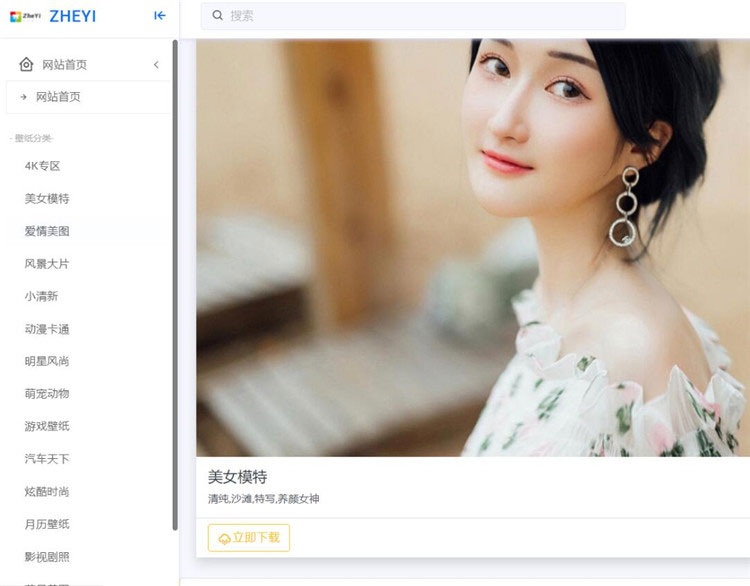 ZheYi ZHEYI
搜索
网站首页
网站首页
- 壁纸分类-
4K专区
美女模特
爱情美图
风景大片
小清新
动漫卡通
明星风尚
萌宠动物
游戏壁纸
汽车天下
炫酷时尚
月历壁纸
影视剧照
美女模特
清纯,沙滩,特写,养颜女神
立即下载